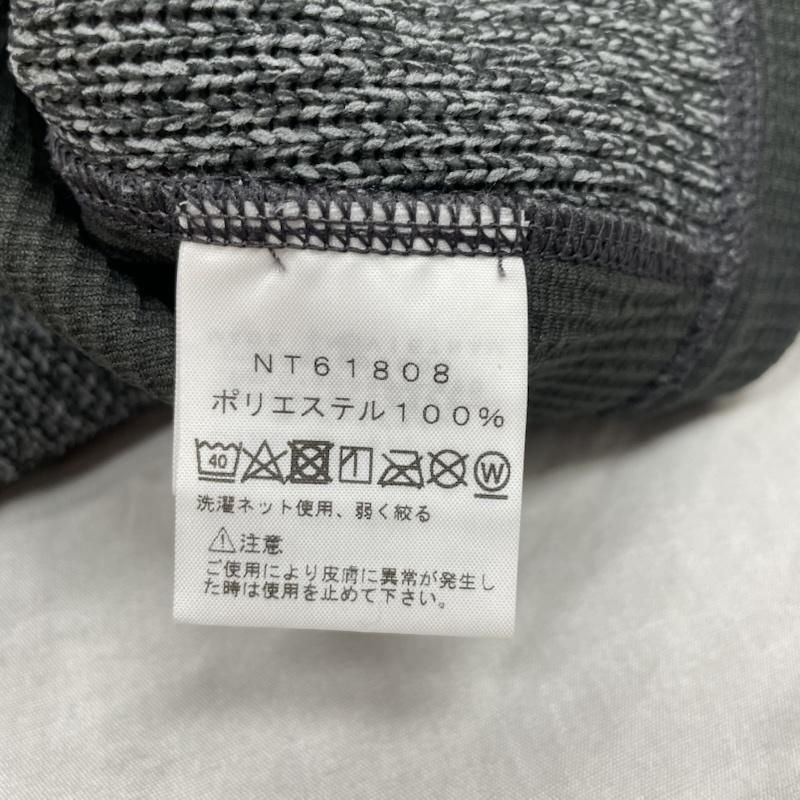 NT61808
ポリエステル100%
40 W
洗濯ネット使用、弱く絞る
注意
ご使用により皮膚に異常が発生し
た時は使用を止めて下さい。